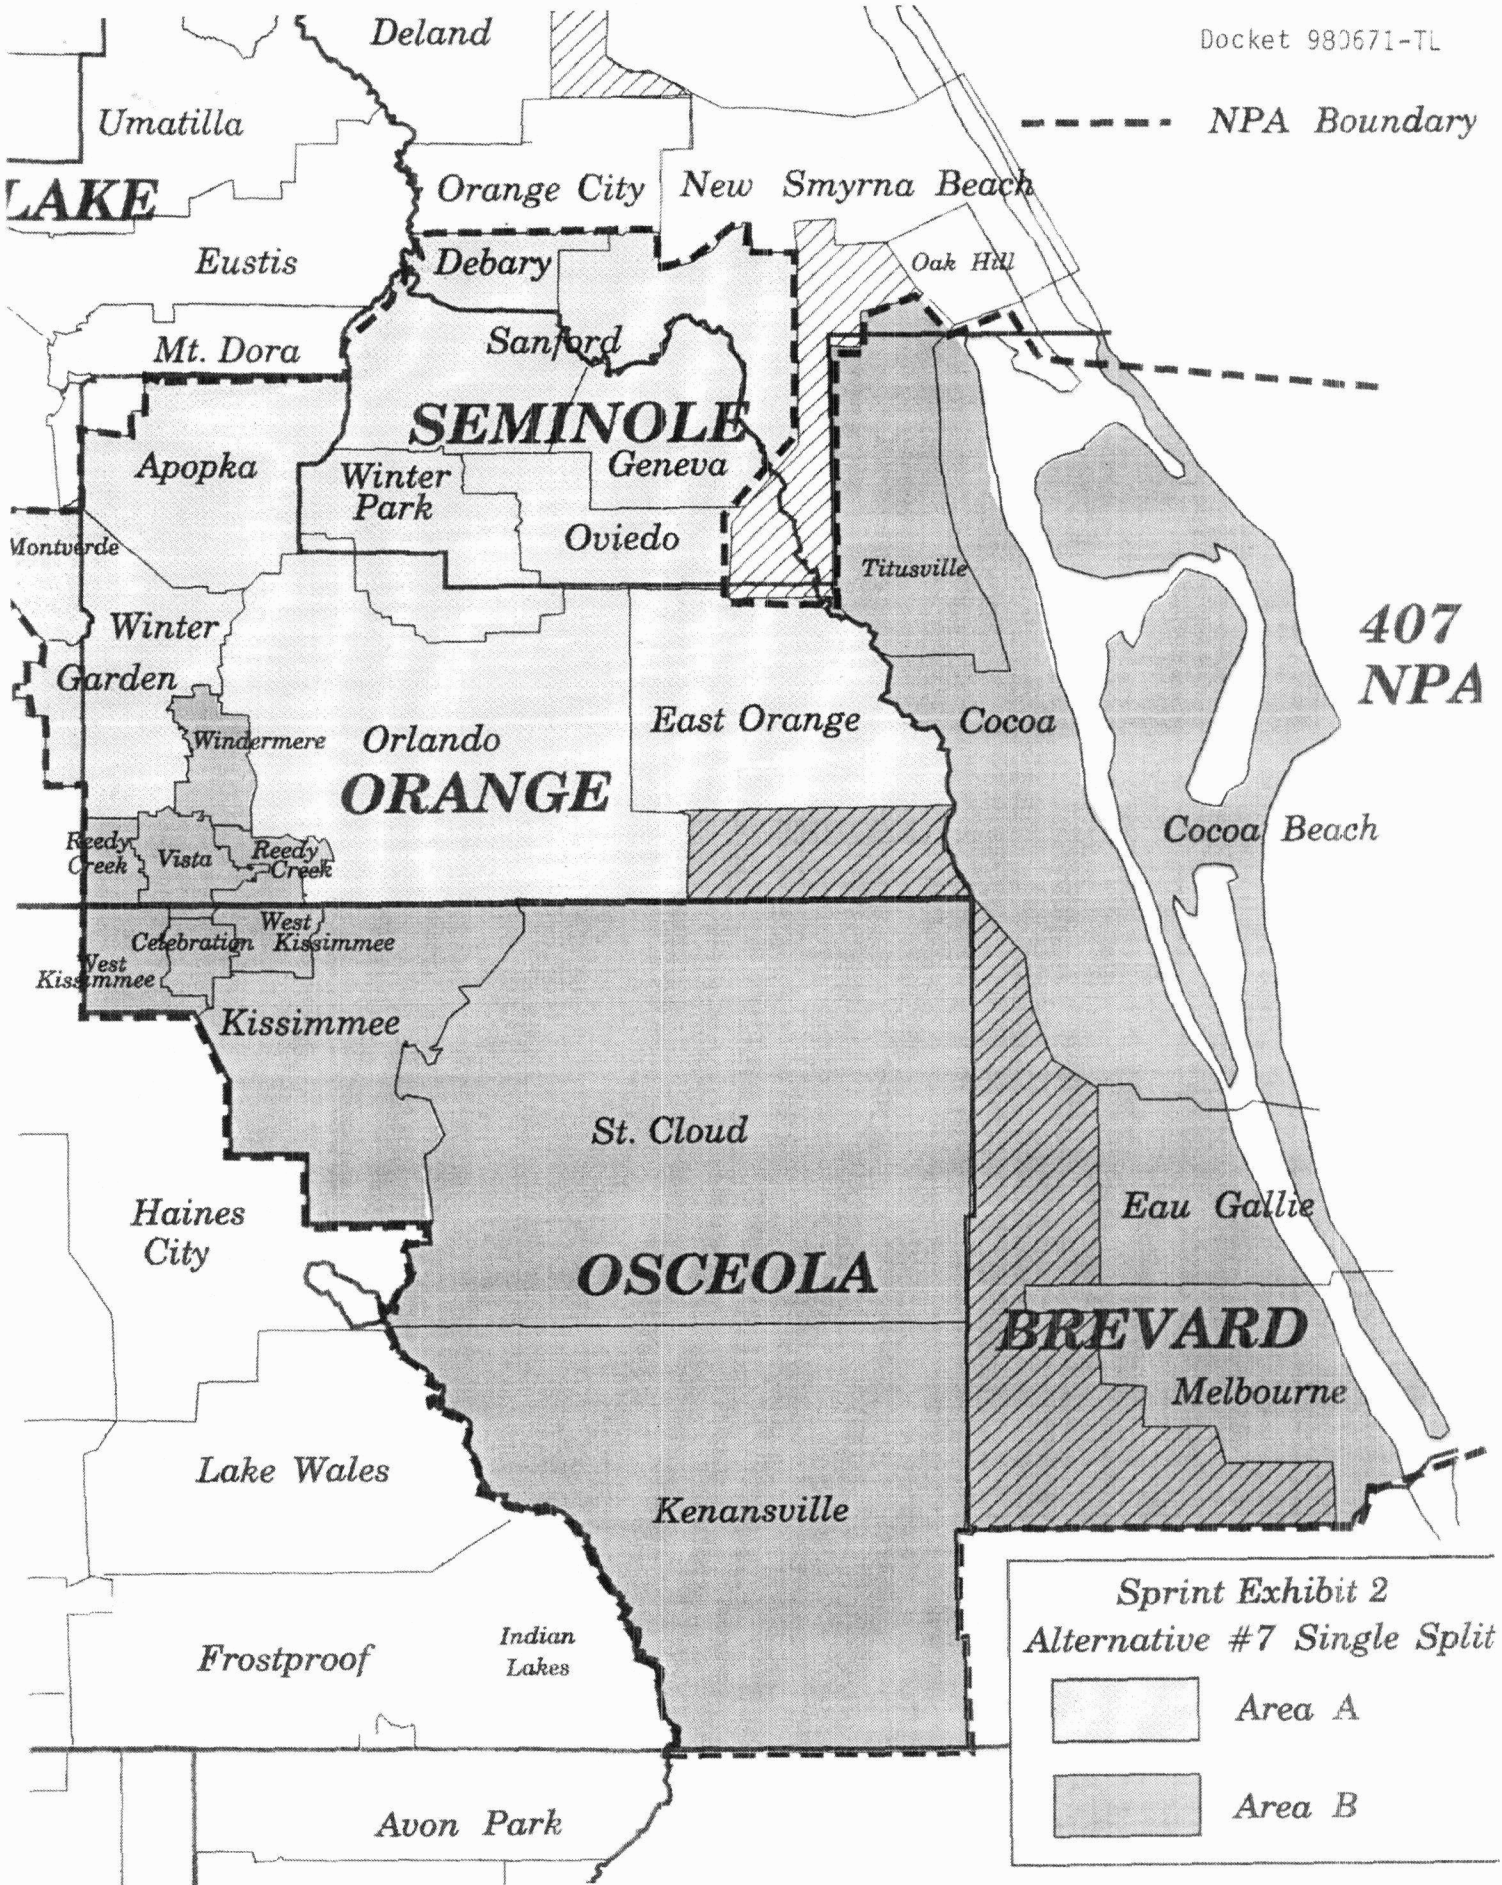 Deland
Docket 980671-TL
Umatilla
NPA Boundary
LAKE
Orange City
New Smyrna Beach
Eustis
Debary
Oak Hill
Mt. Dora
Sanford
SEMINOLE
Apopka
Winter
Park
Geneva
Oviedo
Montverde
Titusville
Winter
Garden
407
NPA
Windermere
Orlando
East Orange
Cocoa
ORANGE
Reedy
Creek
Vista
Reedy
Creek
Cocoa Beach
Celebration
West
Kissimmee
West
Kissimmee
Kissimmee
St. Cloud
Haines
City
Eau Gallie
OSCEOLA
BREVARD
Melbourne
Lake Wales
Kenansville
Frostproof
Indian
Lakes
Avon Park
Sprint Exhibit 2
Alternative #7 Single Split
Area A
Area B